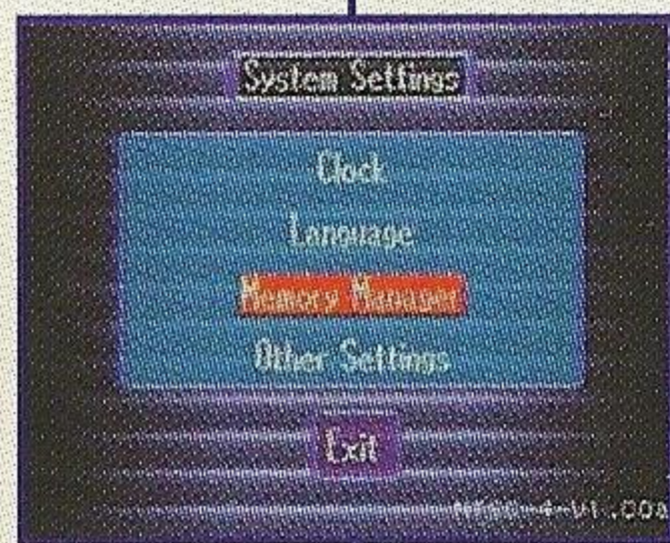 System Settings
Clock
Language
Memory Manager
Other Settings
Exit